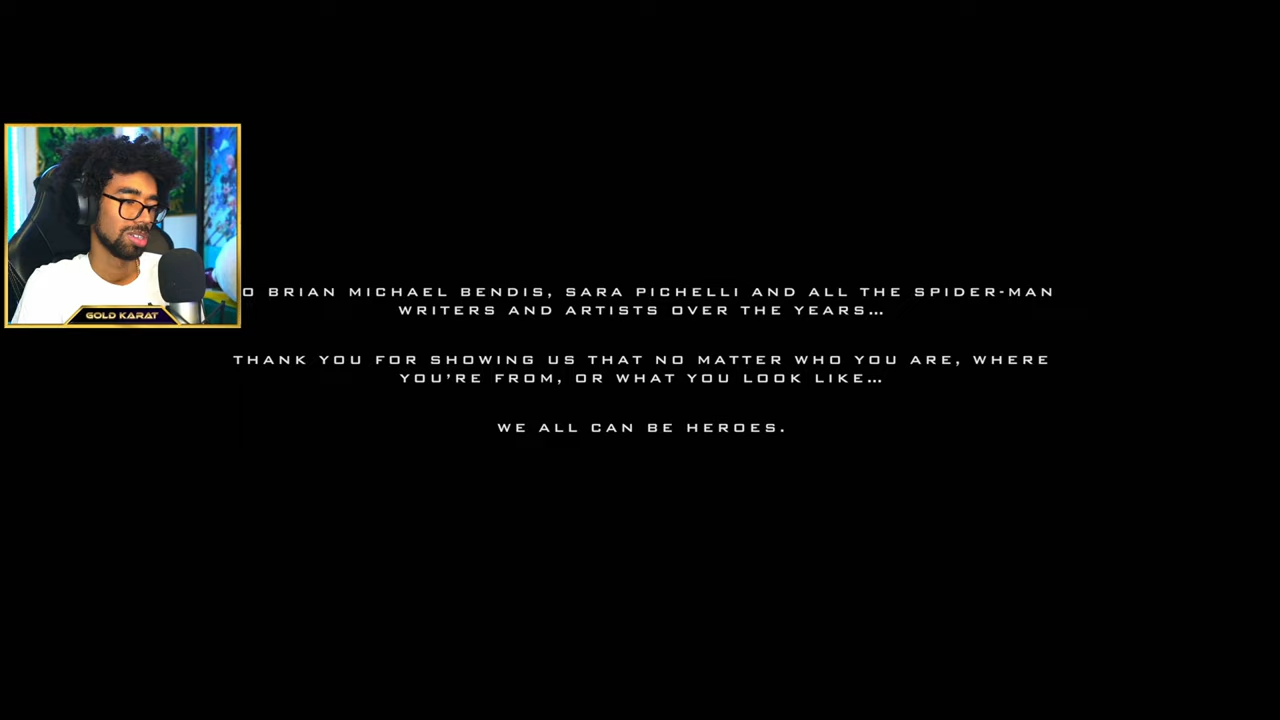 GOLD KARAT
O BRIAN MICHAEL BENDIS, SARA PICHELLI AND ALL THE SPIDER-MAN
WRITERS AND ARTISTS OVER THE YEARS…
THANK YOU FOR SHOWING US THAT NO MATTER WHO YOU ARE, WHERE
YOU'RE FROM, OR WHAT YOU LOOK LIKE…
WE ALL CAN BE HEROES.